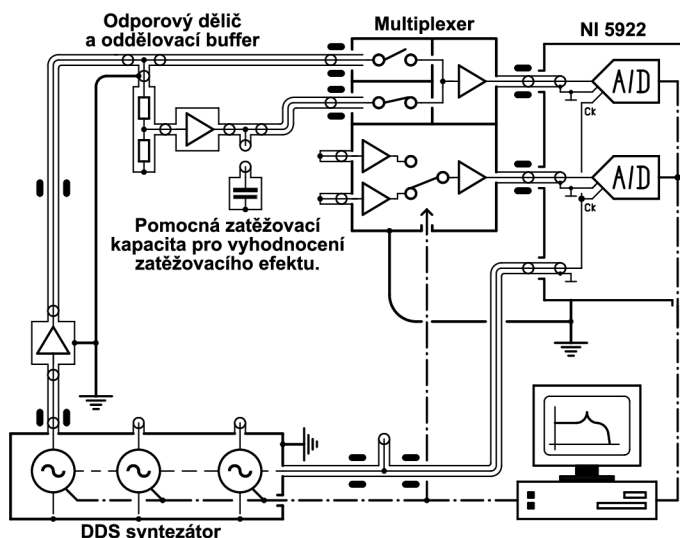 Odporový dělič
a oddělovací buffer
Multiplexer
NI 5922
A/D
Ck
A/D
Ck
Pomocná zatěžovací
kapacita pro vyhodnocení
zatěžovacího efektu.
DDS syntezátor